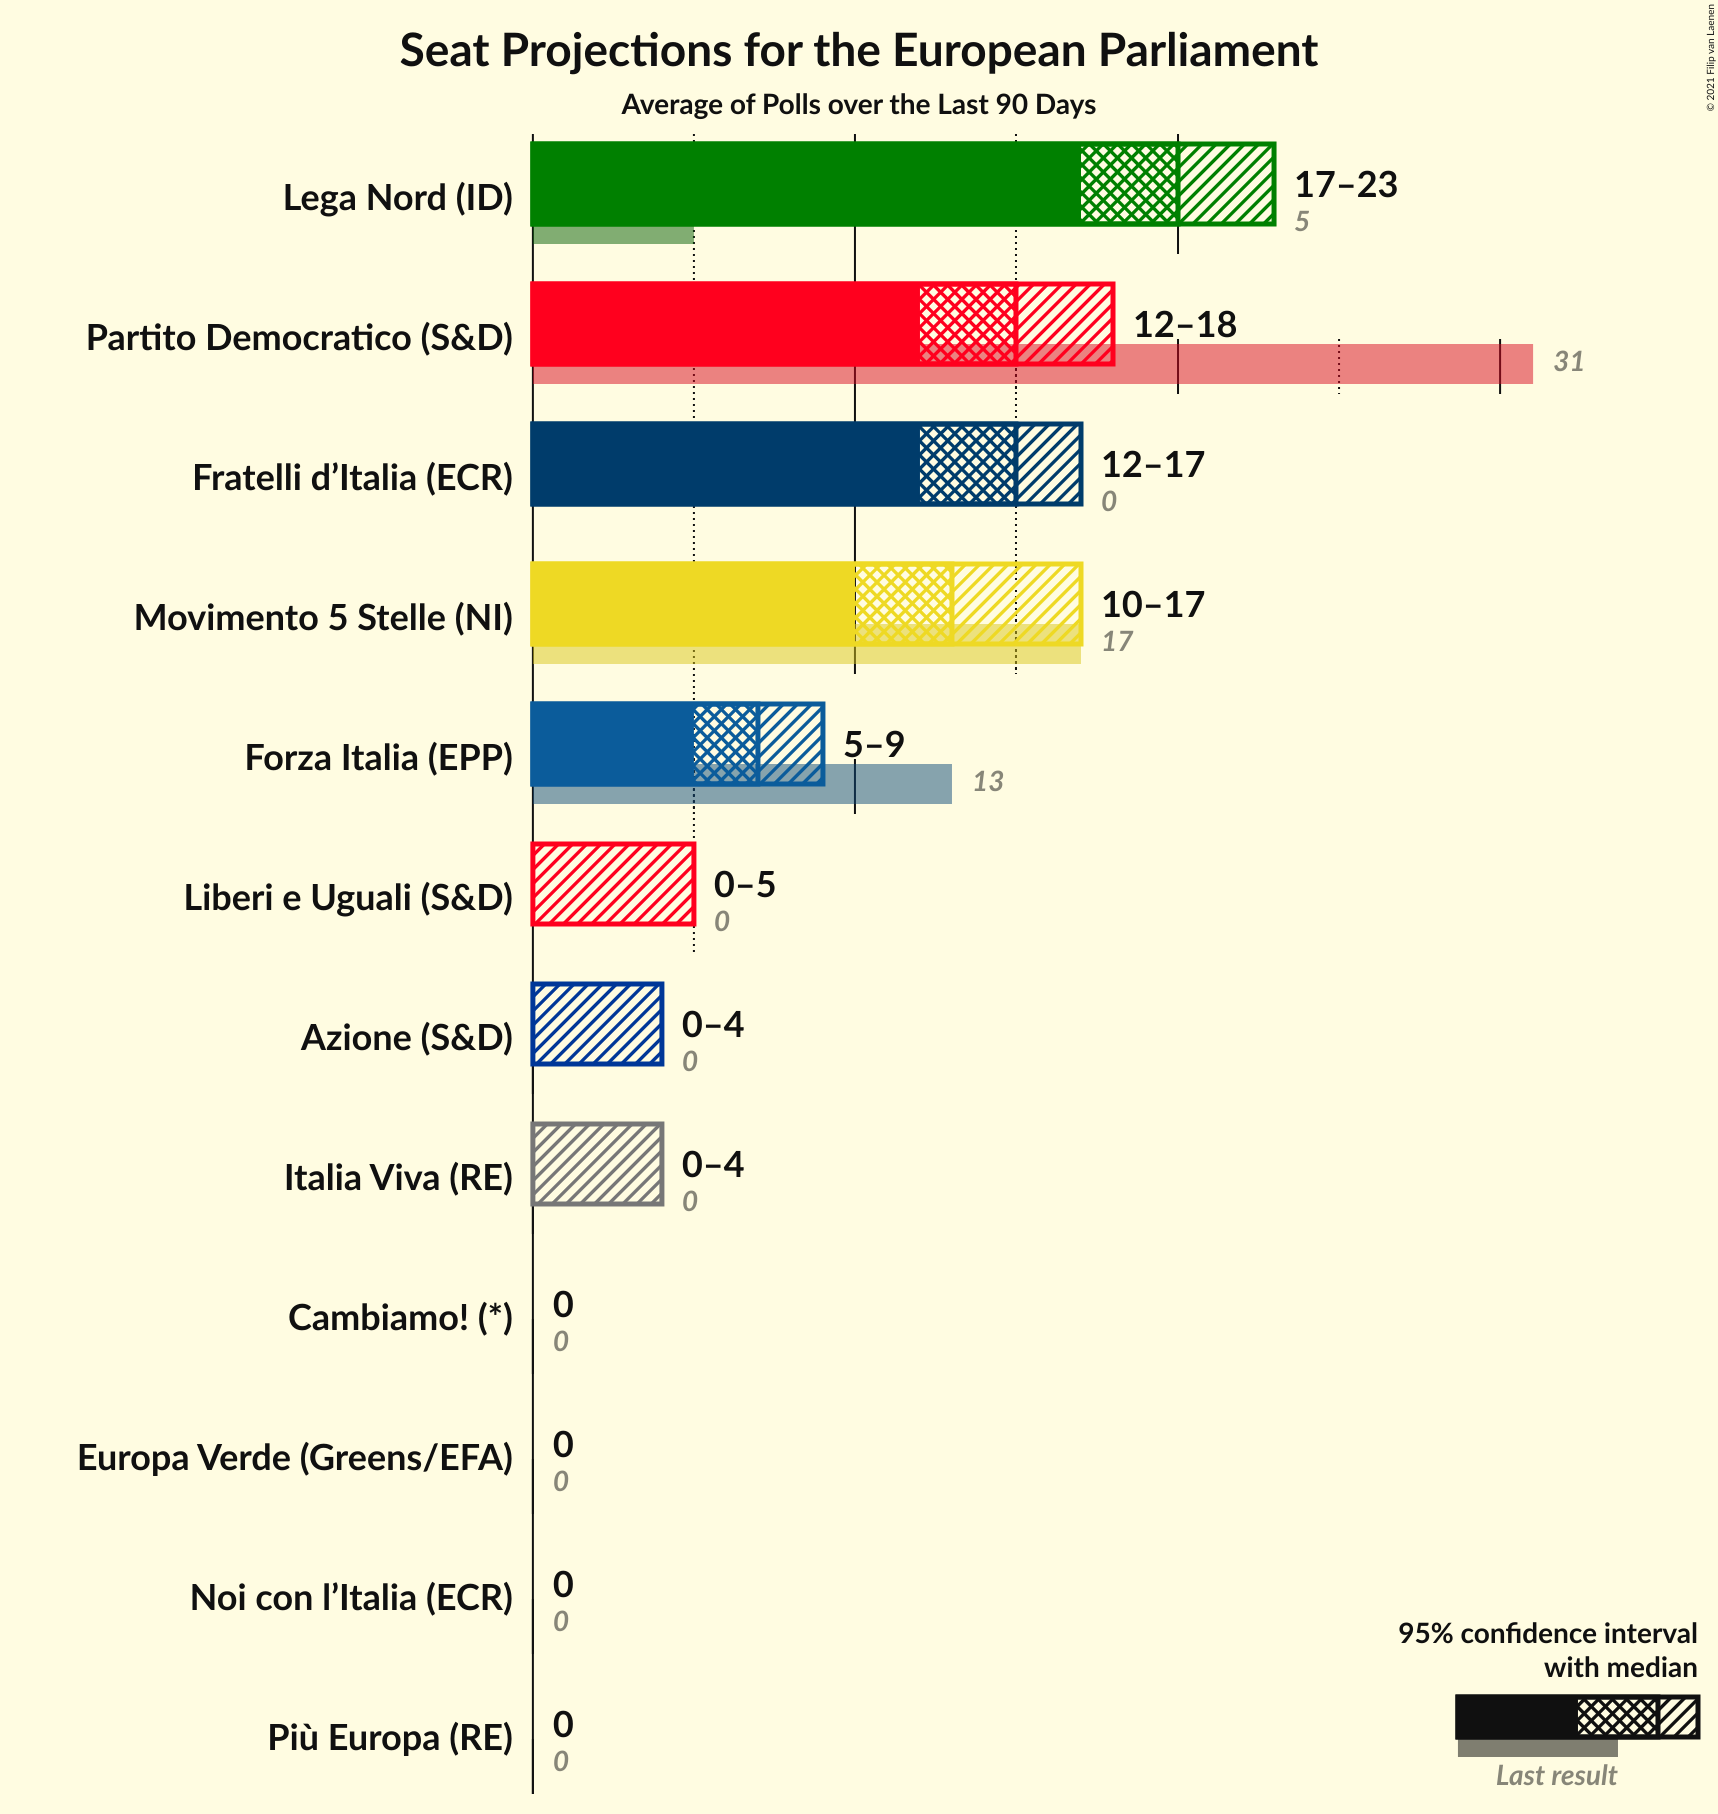 Seat Projections for the European Parliament
Average of Polls over the Last 90 Days
© 2021 Filip van Laenen
Lega Nord (ID)
17–23
5
Partito Democratico (S&D)
12–18
31
Fratelli d’Italia (ECR)
12–17
0
Movimento 5 Stelle (NI)
10–17
17
Forza Italia (EPP)
5–9
13
Liberi e Uguali (S&D)
0–5
0
Azione (S&D)
0–4
0
Italia Viva (RE)
0–4
0
Cambiamo! (*)
0
0
Europa Verde (Greens/EFA)
0
0
Noi con l’Italia (ECR)
0
0
Più Europa (RE)
0
0
95% confidence interval
with median
Last result